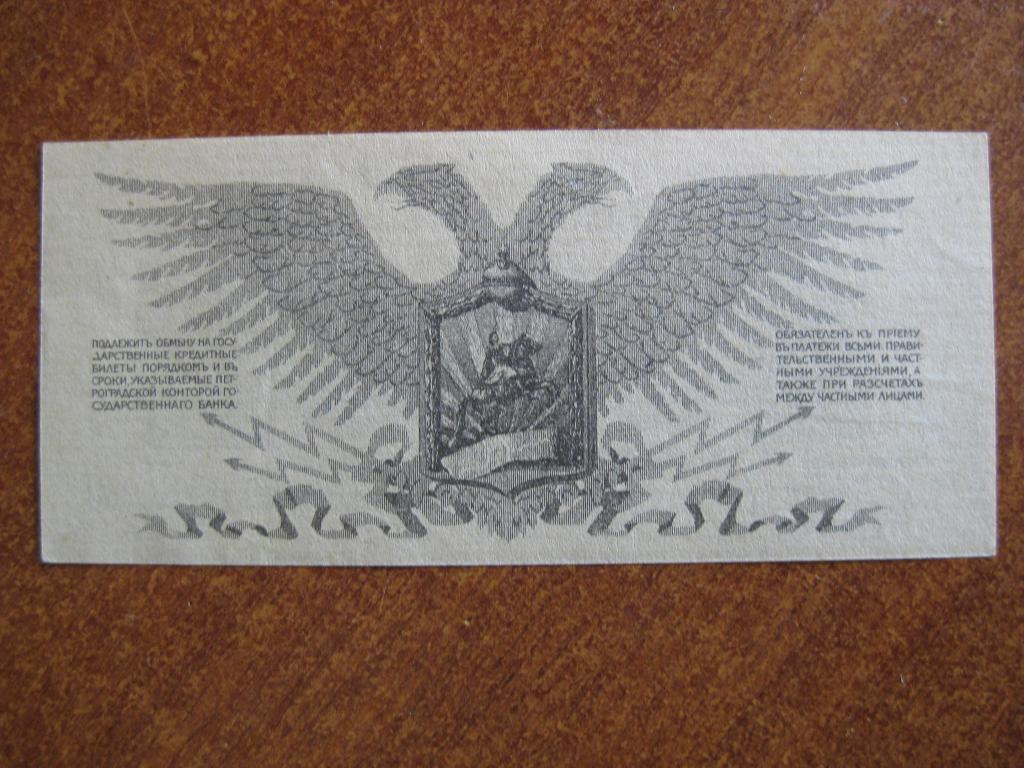 ПОДЛЕЖИТЪ ОБМѢНУ НА ГОСУ
ДАРСТВЕННЫЕ КРЕДИТНЫЕ
БИЛЕТЫ ПОРЯДКОМЪ И ВЪ
СРОКИ, УКАЗЫВАЕМЫЕ ПЕТ-
РОГРАДСКОЙ КОНТОРОЙ ГО-
СУДАРСТВЕННАГО БАНКА.
ОБЯЗАТЕЛЕНЪ КЪ ПРІЕМУ
ВЪ ПЛАТЕЖИ ВСѢМИ ПРАВИ-
ТЕЛЬСТВЕННЫМИ И ЧАСТ-
НЫМИ УЧРЕЖДЕНІЯМИ, А
ТАКЖЕ ПРИ РАЗСЧЕТАХЪ
МЕЖДУ ЧАСТНЫМИ ЛИЦАМИ.